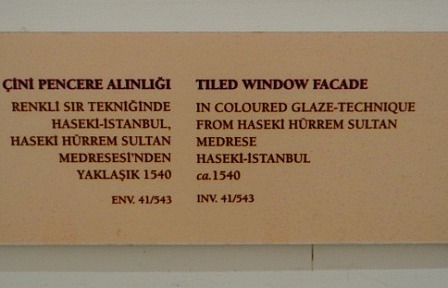 ÇİNİ PENCERE ALINLIĞI
RENKLİ SIR TEKNİĞİNDE
HASEKİ-İSTANBUL,
HASEKİ HÜRREM SULTAN
MEDRESESİ'NDEN
YAKLAŞIK 1540
ENV. 41/543
TILED WINDOW FACADE
IN COLOURED GLAZE-TECHNIQUE
FROM HASEKİ HÜRREM SULTAN
MEDRESE
HASEKİ-İSTANBUL
ca.1540
INV. 41/543